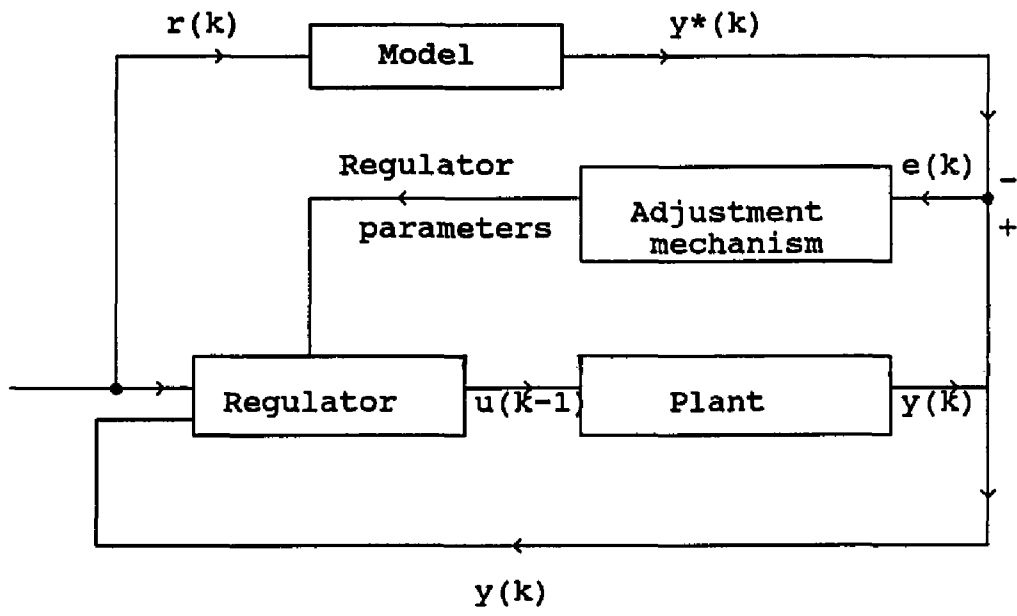 r(k)
y*(k)
Model
Regulator
e(k)
-
parameters
Adjustment
mechanism
+
Regulator
u(k-1)
Plant
y(k)
y(k)